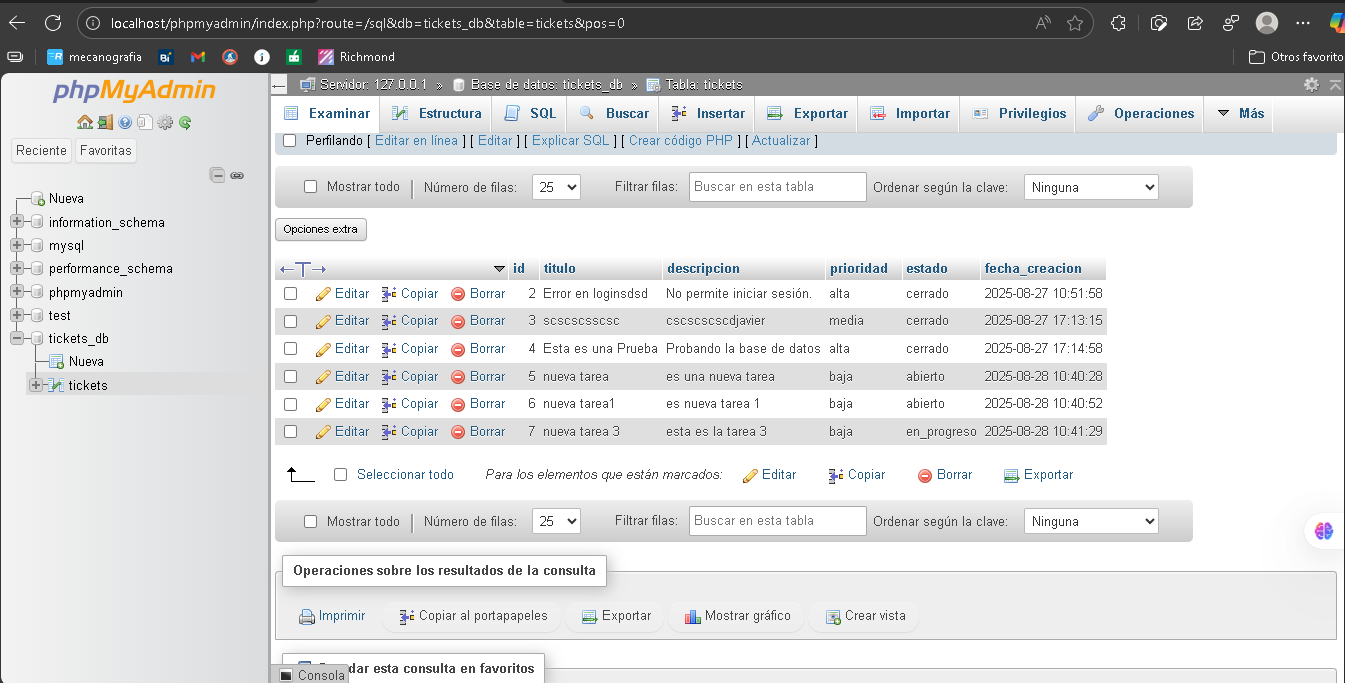 localhost/phpmyadmin/index.php?route=/sql&db=tickets_db&table=tickets&pos=0
mecanografia
Richmond
Otros favorito
phpMyAdmin
Reciente Favoritas
Nueva
information_schema
mysql
performance_schema
phpmyadmin
test
tickets_db
Nueva
tickets
Servidor: 127.0.0.1 » Base de datos: tickets_db » Tabla: tickets
Examinar Estructura SQL Buscar Insertar Exportar Importar Privilegios Operaciones Más
Perfilando [ Editar en línea ] [ Editar ] [ Explicar SQL ] [ Crear código PHP ] [ Actualizar ]
Mostrar todo | Número de filas: 25 Filtrar filas: Buscar en esta tabla Ordenar según la clave: Ninguna
Opciones extra
←T→ id titulo descripcion prioridad estado fecha_creacion
Editar Copiar Borrar 2 Error en loginsdsd No permite iniciar sesión. alta cerrado 2025-08-27 10:51:58
Editar Copiar Borrar 3 scscscsscsc cscscscscdjavier media cerrado 2025-08-27 17:13:15
Editar Copiar Borrar 4 Esta es una Prueba Probando la base de datos alta cerrado 2025-08-27 17:14:58
Editar Copiar Borrar 5 nueva tarea es una nueva tarea baja abierto 2025-08-28 10:40:28
Editar Copiar Borrar 6 nueva tarea1 es nueva tarea 1 baja abierto 2025-08-28 10:40:52
Editar Copiar Borrar 7 nueva tarea 3 esta es la tarea 3 baja en_progreso 2025-08-28 10:41:29
Seleccionar todo Para los elementos que están marcados: Editar Copiar Borrar Exportar
Mostrar todo | Número de filas: 25 Filtrar filas: Buscar en esta tabla Ordenar según la clave: Ninguna
Operaciones sobre los resultados de la consulta
Imprimir Copiar al portapapeles Exportar Mostrar gráfico Crear vista
dar esta consulta en favoritos
Consola